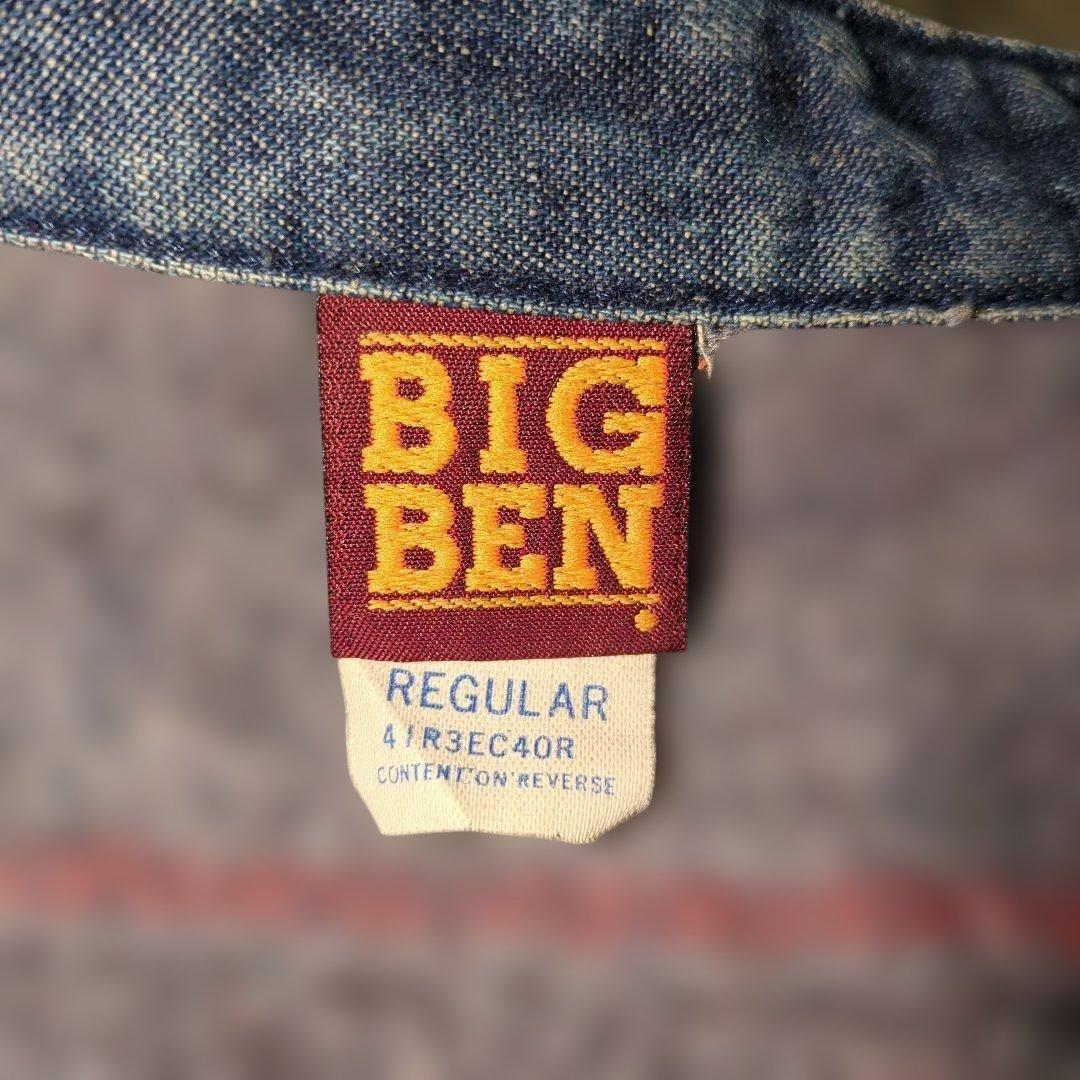 BIG
BEN
REGULAR
4/R3EC40R
CONTENT ON REVERSE